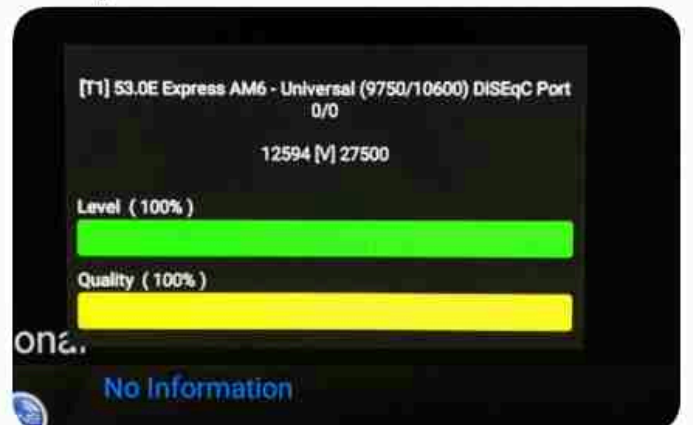 [T1] 53.0E Express AM6 - Universal (9750/10600) DiSEqC Port
0/0
12594 [V] 27500
Level ( 100% )
Quality ( 100% )
onal
No Information